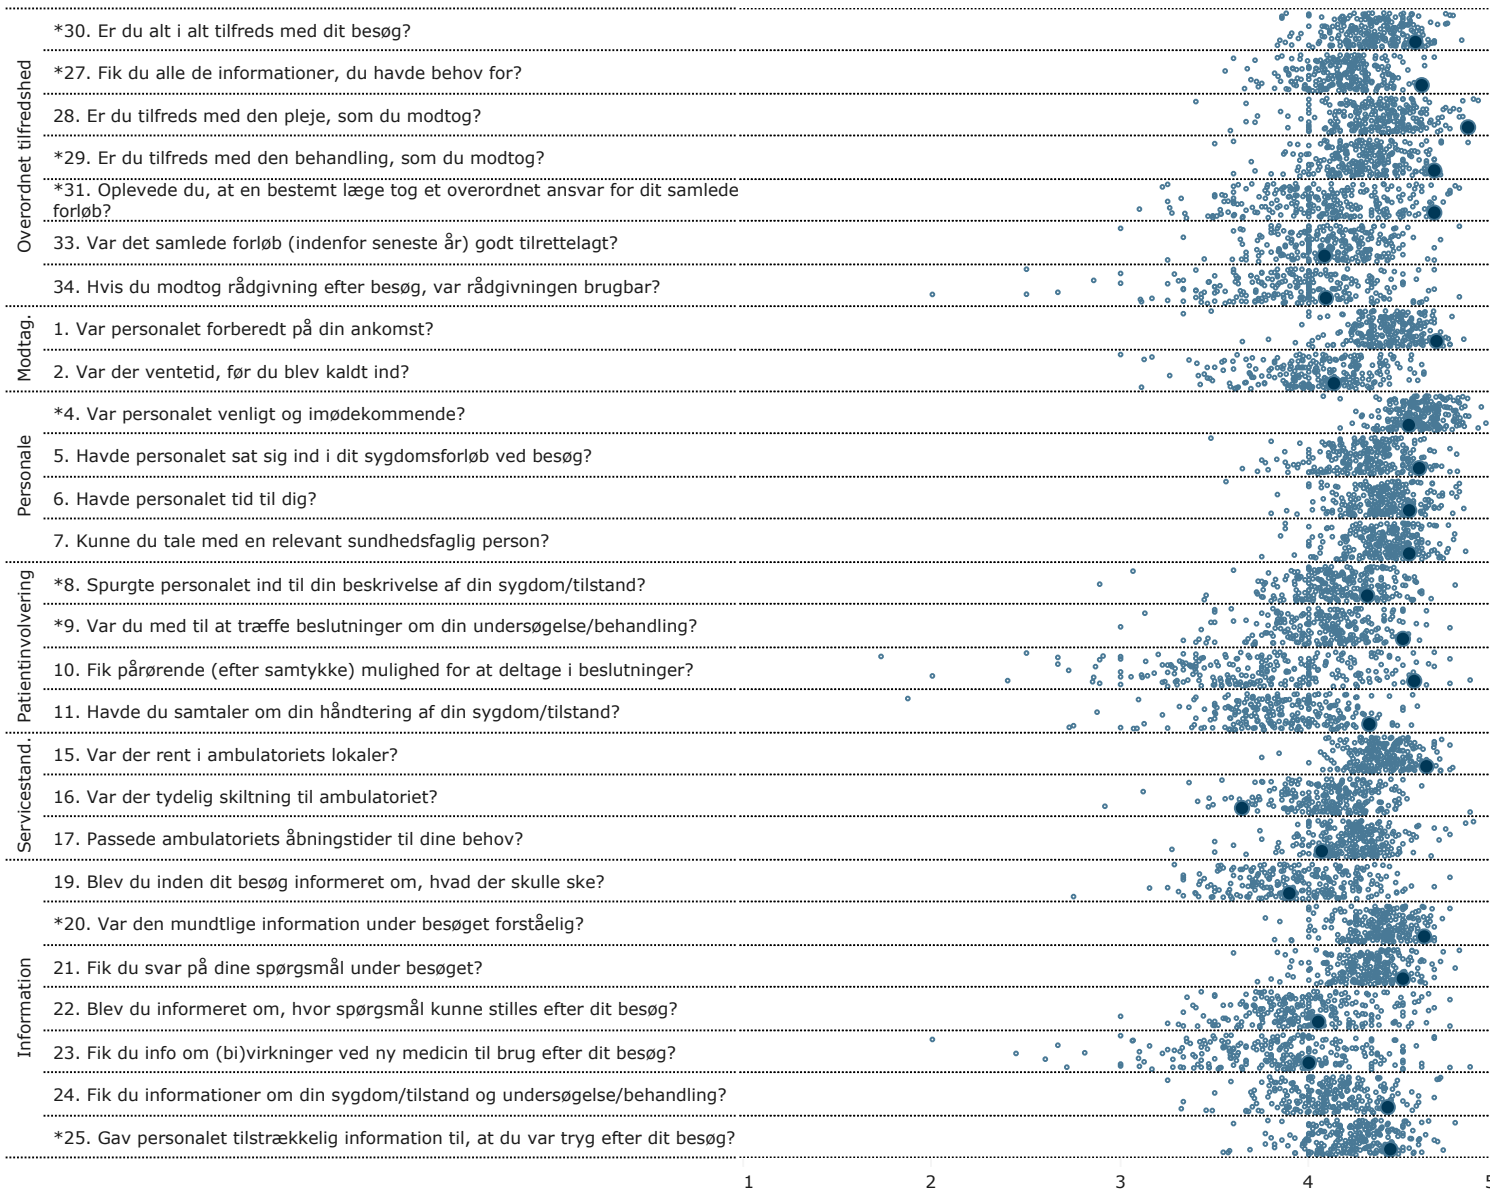 Overordnet tilfredshed
*30. Er du alt i alt tilfreds med dit besøg?
*27. Fik du alle de informationer, du havde behov for?
28. Er du tilfreds med den pleje, som du modtog?
*29. Er du tilfreds med den behandling, som du modtog?
*31. Oplevede du, at en bestemt læge tog et overordnet ansvar for dit samlede
forløb?
33. Var det samlede forløb (indenfor seneste år) godt tilrettelagt?
34. Hvis du modtog rådgivning efter besøg, var rådgivningen brugbar?
Modtag.
1. Var personalet forberedt på din ankomst?
2. Var der ventetid, før du blev kaldt ind?
Personale
*4. Var personalet venligt og imødekommende?
5. Havde personalet sat sig ind i dit sygdomsforløb ved besøg?
6. Havde personalet tid til dig?
7. Kunne du tale med en relevant sundhedsfaglig person?
Patientinvolvering
*8. Spurgte personalet ind til din beskrivelse af din sygdom/tilstand?
*9. Var du med til at træffe beslutninger om din undersøgelse/behandling?
10. Fik pårørende (efter samtykke) mulighed for at deltage i beslutninger?
11. Havde du samtaler om din håndtering af din sygdom/tilstand?
Servicestand.
15. Var der rent i ambulatoriets lokaler?
16. Var der tydelig skiltning til ambulatoriet?
17. Passede ambulatoriets åbningstider til dine behov?
Information
19. Blev du inden dit besøg informeret om, hvad der skulle ske?
*20. Var den mundtlige information under besøget forståelig?
21. Fik du svar på dine spørgsmål under besøget?
22. Blev du informeret om, hvor spørgsmål kunne stilles efter dit besøg?
23. Fik du info om (bi)virkninger ved ny medicin til brug efter dit besøg?
24. Fik du informationer om din sygdom/tilstand og undersøgelse/behandling?
*25. Gav personalet tilstrækkelig information til, at du var tryg efter dit besøg?
1 2 3 4 5